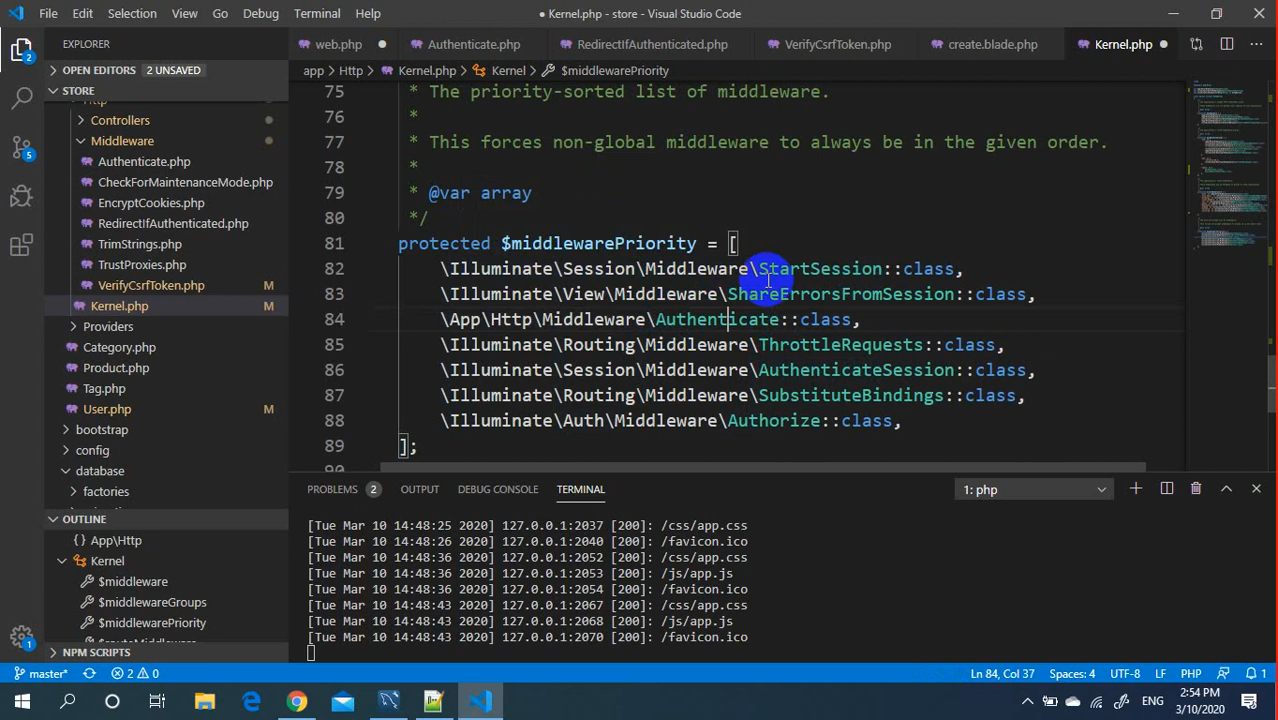 File Edit Selection View Go Debug Terminal Help
● Kernel.php - store - Visual Studio Code
EXPLORER
web.php Authenticate.php RedirectIfAuthenticated.php VerifyCsrfToken.php create.blade.php Kernel.php
OPEN EDITORS 2 UNSAVED
app > Http > Kernel.php > Kernel > $middlewarePriority
STORE
Http
Controllers
Middleware
Authenticate.php
CheckForMaintenanceMode.php
EncryptCookies.php
RedirectIfAuthenticated.php
TrimStrings.php
TrustProxies.php
VerifyCsrfToken.php M
Kernel.php
Providers
Category.php
Product.php
Tag.php
User.php M
bootstrap
config
database
factories
OUTLINE
{} App\Http
Kernel
$middleware
$middlewareGroups
$middlewarePriority
NPM SCRIPTS
75 * The priority-sorted list of middleware.
76 *
77 * This forces non-global middleware to always be in the given order.
78 *
79 * @var array
80 */
81 protected $middlewarePriority = [
82 \Illuminate\Session\Middleware\StartSession::class,
83 \Illuminate\View\Middleware\ShareErrorsFromSession::class,
84 \App\Http\Middleware\Authenticate::class,
85 \Illuminate\Routing\Middleware\ThrottleRequests::class,
86 \Illuminate\Session\Middleware\AuthenticateSession::class,
87 \Illuminate\Routing\Middleware\SubstituteBindings::class,
88 \Illuminate\Auth\Middleware\Authorize::class,
89 ];
90
PROBLEMS 2 OUTPUT DEBUG CONSOLE TERMINAL 1: php
[Tue Mar 10 14:48:25 2020] 127.0.0.1:2037 [200]: /css/app.css
[Tue Mar 10 14:48:26 2020] 127.0.0.1:2040 [200]: /favicon.ico
[Tue Mar 10 14:48:36 2020] 127.0.0.1:2052 [200]: /css/app.css
[Tue Mar 10 14:48:36 2020] 127.0.0.1:2053 [200]: /js/app.js
[Tue Mar 10 14:48:36 2020] 127.0.0.1:2054 [200]: /favicon.ico
[Tue Mar 10 14:48:43 2020] 127.0.0.1:2067 [200]: /css/app.css
[Tue Mar 10 14:48:43 2020] 127.0.0.1:2068 [200]: /js/app.js
[Tue Mar 10 14:48:43 2020] 127.0.0.1:2070 [200]: /favicon.ico
2
5
1
master* 2 0 Ln 84, Col 37 Spaces: 4 UTF-8 LF PHP 1
ENG
2:54 PM
3/10/2020